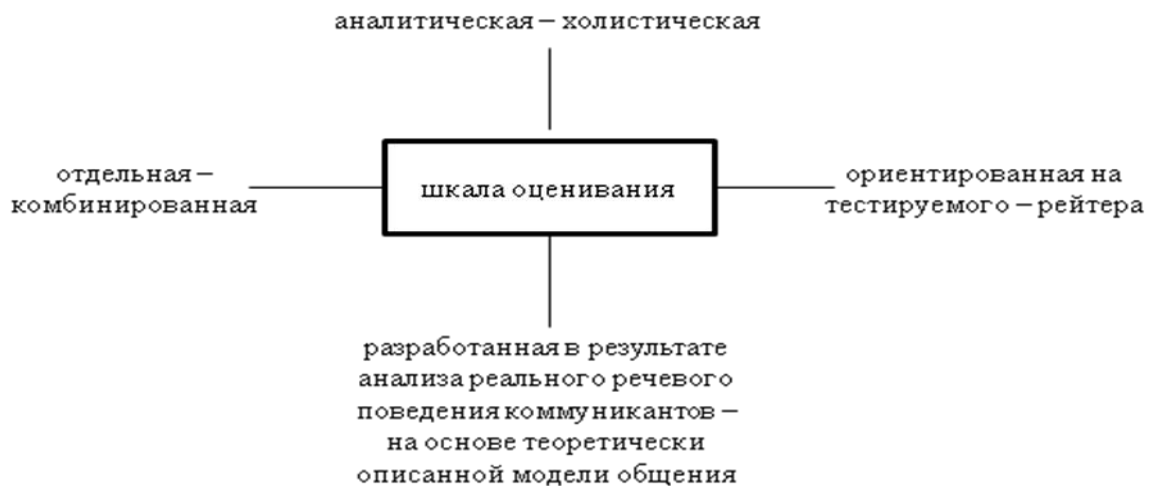 аналитическая – холистическая
отдельная –
комбинированная
шкала оценивания
ориентированная на
тестируемого – рейтера
разработанная в результате
анализа реального речевого
поведения коммуникантов –
на основе теоретически
описанной модели общения